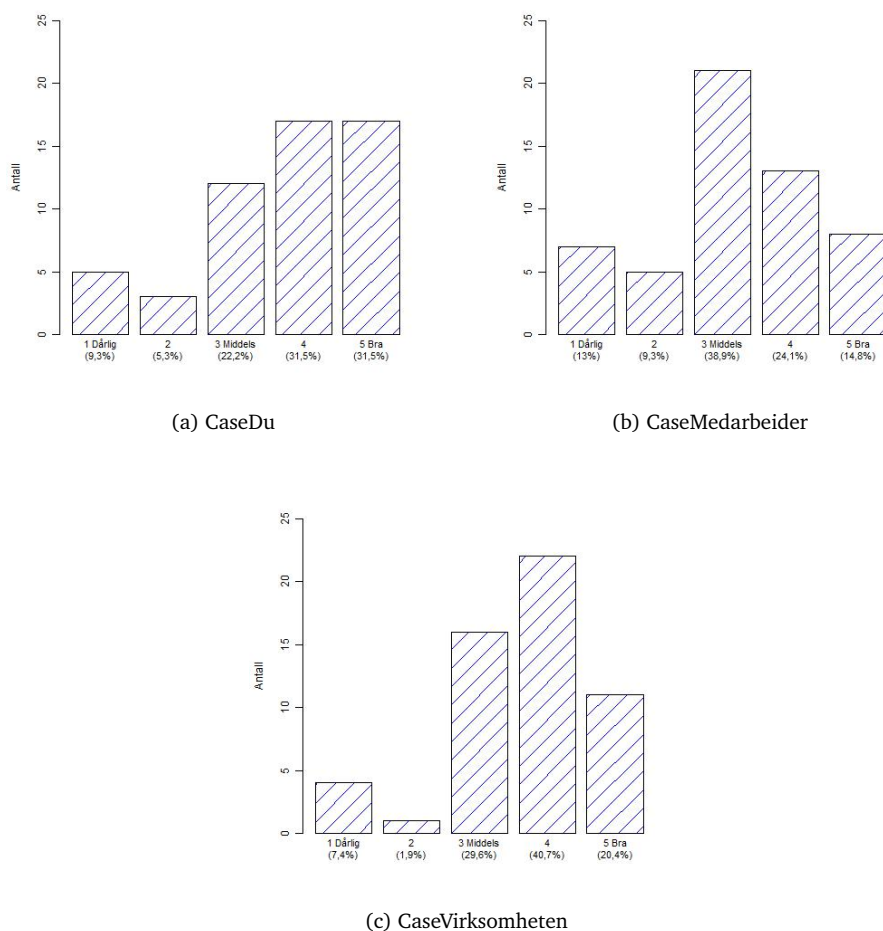 25
20
15
10
5
0
Antall
1 Dårlig 2 3 Middels 4 5 Bra
(9,3%) (5,3%) (22,2%) (31,5%) (31,5%)
(a) CaseDu
25
20
15
10
5
0
Antall
1 Dårlig 2 3 Middels 4 5 Bra
(13%) (9,3%) (38,9%) (24,1%) (14,8%)
(b) CaseMedarbeider
25
20
15
10
5
0
Antall
1 Dårlig 2 3 Middels 4 5 Bra
(7,4%) (1,9%) (29,6%) (40,7%) (20,4%)
(c) CaseVirksomheten